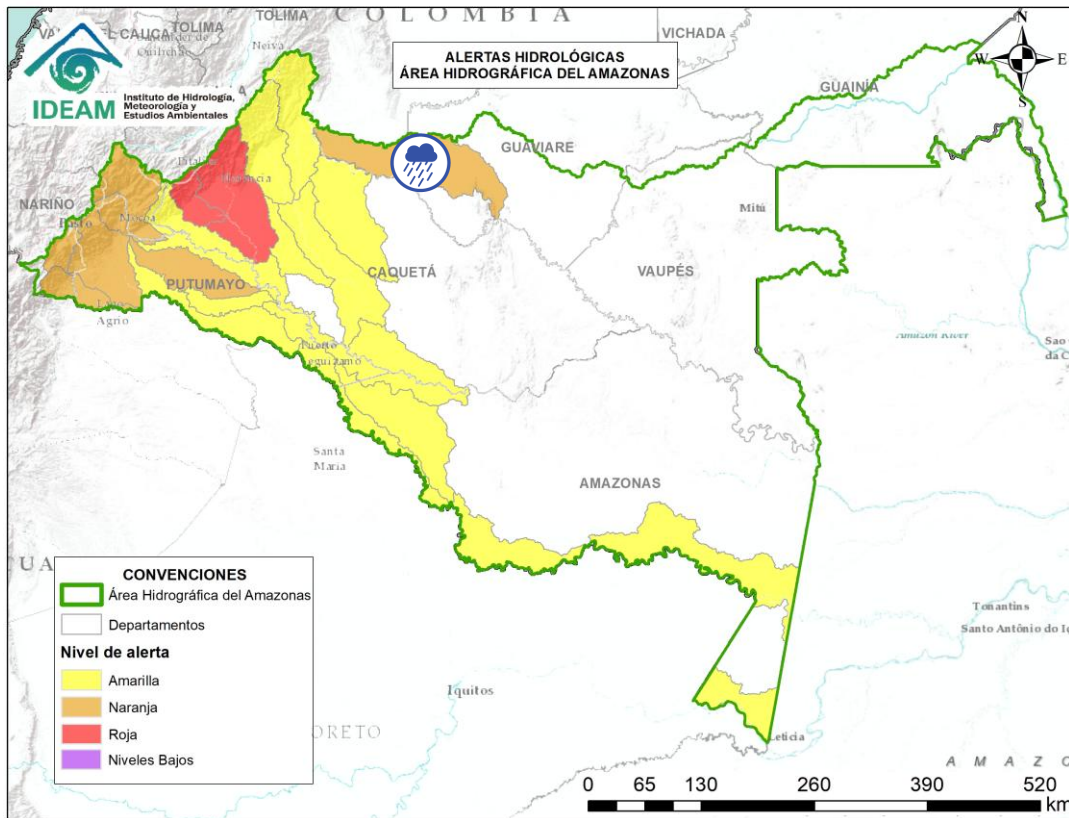 COLOMBIA
TOLIMA
TOLIMA
Neiva
VICHADA
ALERTAS HIDROLÓGICAS
ÁREA HIDROGRÁFICA DEL AMAZONAS
N
W
E
S
IDEAM
Instituto de Hidrología,
Meteorología y
Estudios Ambientales
GUAINÍA
GUAVIARE
NARIÑO
Mitú
VAUPÉS
CAQUETÁ
PUTUMAYO
Agrio
Puerto
Amazon River
Santa
María
AMAZONAS
CONVENCIONES
Área Hidrográfica del Amazonas
Departamentos
Nivel de alerta
Amarilla
Naranja
Roja
Niveles Bajos
Tonantins
Santo Antônio do
Iquitos
ORETO
Leticia
AMAZO
0 65 130 260 390 520
km